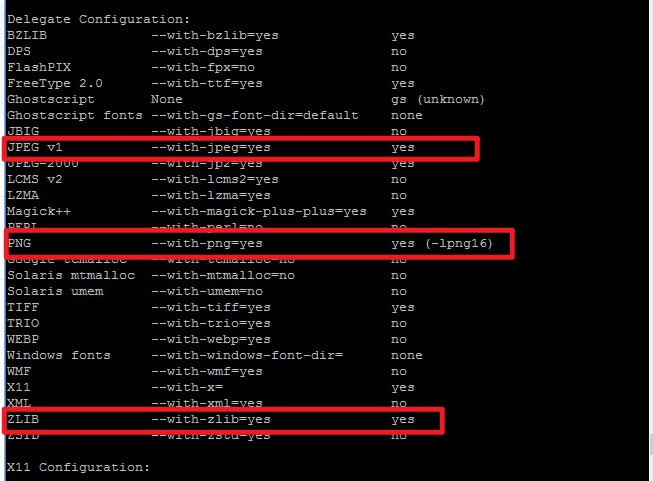 Delegate Configuration:
BZLIB --with-bzlib=yes yes
DPS --with-dps=yes no
FlashPIX --with-fpx=no no
FreeType 2.0 --with-ttf=yes yes
Ghostscript None gs (unknown)
Ghostscript fonts --with-gs-font-dir=default none
JBIG --with-jbig=yes no
JPEG v1 --with-jpeg=yes yes
JPEG-2000 --with-jp2=yes yes
LCMS v2 --with-lcms2=yes no
LZMA --with-lzma=yes no
Magick++ --with-magick-plus-plus=yes yes
PERL --with-perl=no no
PNG --with-png=yes yes (-lpng16)
Google tcmalloc --with-tcmalloc=no no
Solaris mtmalloc --with-mtmalloc=no no
Solaris umem --with-umem=no no
TIFF --with-tiff=yes yes
TRIO --with-trio=yes no
WEBP --with-webp=yes no
Windows fonts --with-windows-font-dir= none
WMF --with-wmf=yes no
X11 --with-x= yes
XML --with-xml=yes no
ZLIB --with-zlib=yes yes
ZSTD --with-zstd=yes no
X11 Configuration: